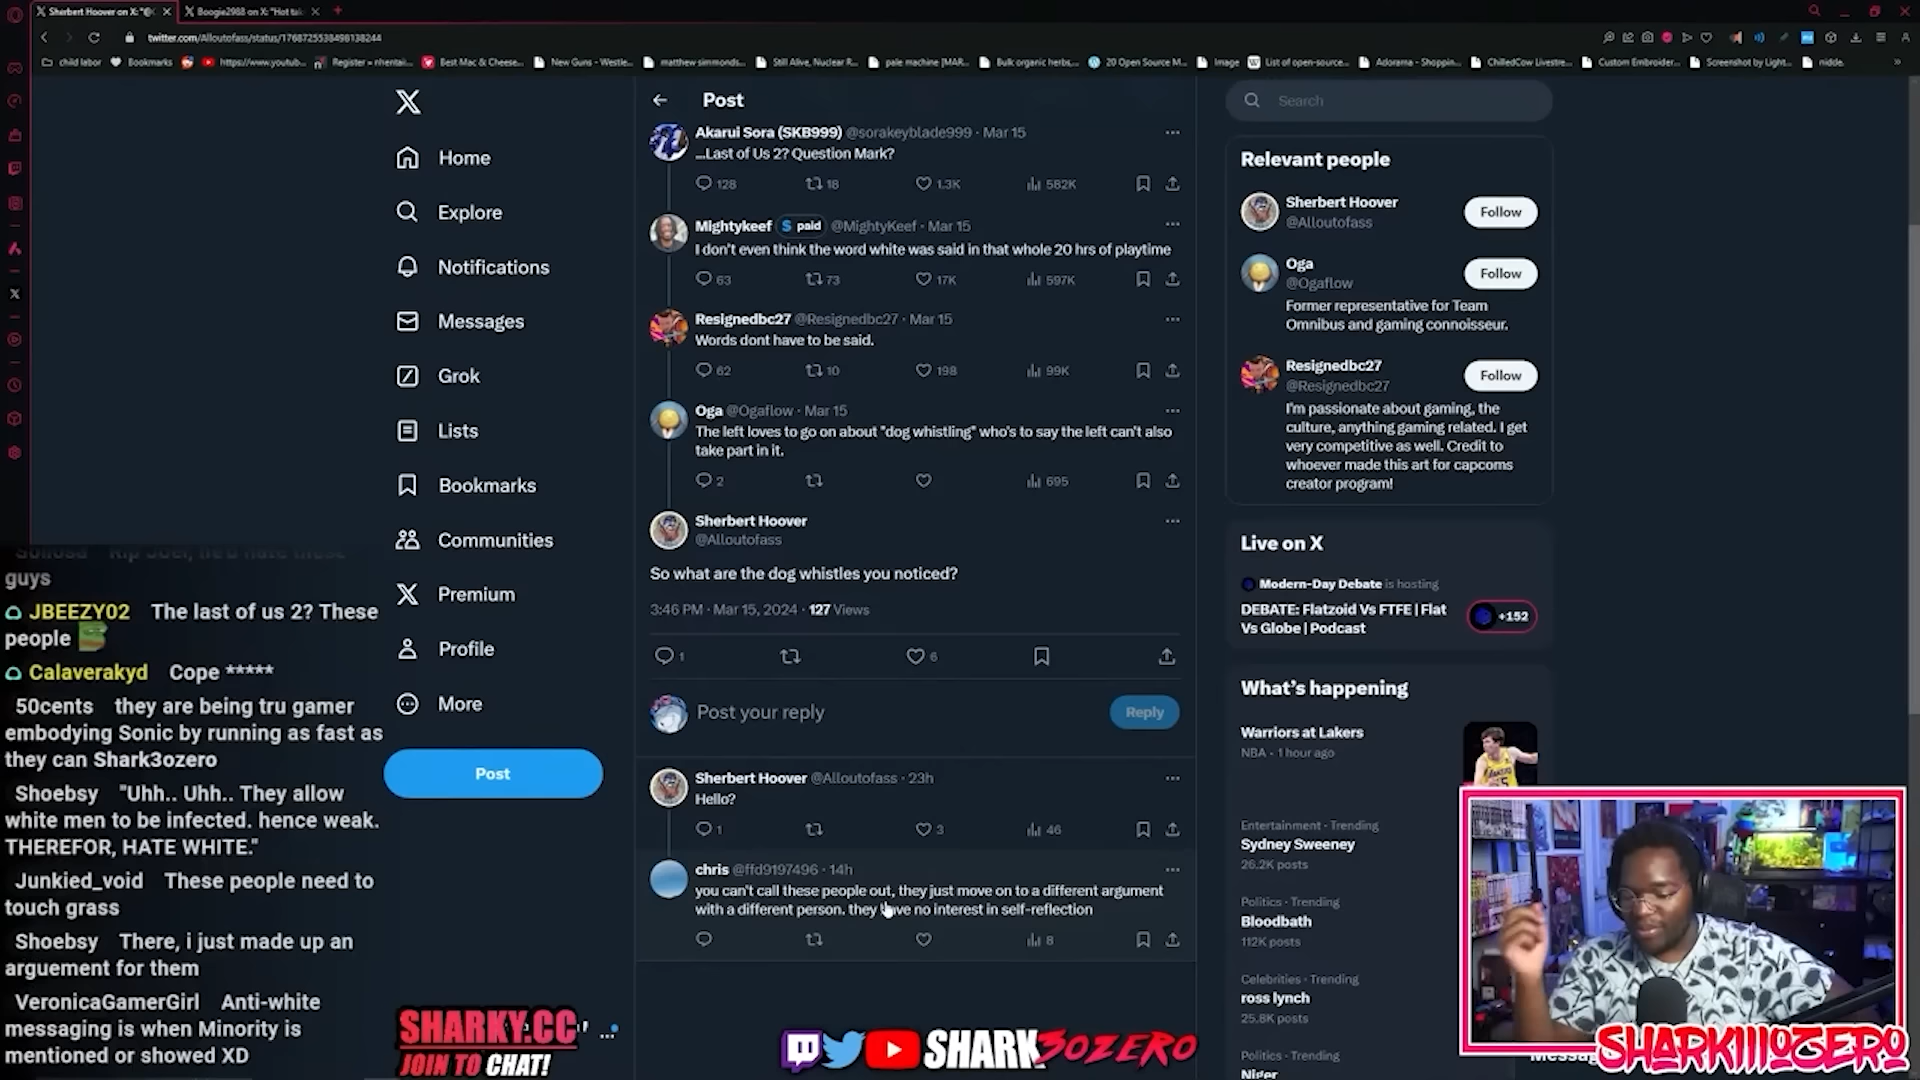 Sherbert Hoover on X: "@
Boogie2988 on X: "Hot tak
twitter.com/Alloutofass/status/1768725538498138244
child labor
Bookmarks
https://www.youtub...
Register
Best Mac & Cheese...
New Guns - Westie...
matthew simmonds...
Still Alive, Nuclear R...
pale machine [MAR...
Bulk organic herbs,...
20 Open Source M...
Image
List of open-source...
Adorama - Shoppin...
ChilledCow Livestre...
Custom Embroider...
Screenshot by Light...
nidde.
Home
Explore
Notifications
Messages
Grok
Lists
Bookmarks
Communities
Premium
Profile
More
Post
Post
Akarui Sora (SKB999) @sorakeyblade999 · Mar 15
...Last of Us 2? Question Mark?
128 18 1.3K 582K
Mightykeef $ paid @MightyKeef · Mar 15
I don't even think the word white was said in that whole 20 hrs of playtime
63 73 17K 597K
Resignedbc27 @Resignedbc27 · Mar 15
Words dont have to be said.
62 10 198 99K
Oga @Ogaflow · Mar 15
The left loves to go on about "dog whistling" who's to say the left can't also
take part in it.
2 695
Sherbert Hoover
@Alloutofass
So what are the dog whistles you noticed?
3:46 PM · Mar 15, 2024 · 127 Views
1 6
Post your reply
Reply
Sherbert Hoover @Alloutofass · 23h
Hello?
1 3 46
chris @ffd9197496 · 14h
you can't call these people out, they just move on to a different argument
with a different person. they have no interest in self-reflection
8
Search
Relevant people
Sherbert Hoover
@Alloutofass
Follow
Oga
@Ogaflow
Follow
Former representative for Team
Omnibus and gaming connoisseur.
Resignedbc27
@Resignedbc27
Follow
I'm passionate about gaming, the
culture, anything gaming related. I get
very competitive as well. Credit to
whoever made this art for capcoms
creator program!
Live on X
Modern-Day Debate is hosting
DEBATE: Flatzoid Vs FTFE | Flat
Vs Globe | Podcast
+152
What's happening
Warriors at Lakers
NBA · 1 hour ago
Entertainment · Trending
Sydney Sweeney
26.2K posts
Politics · Trending
Bloodbath
112K posts
Celebrities · Trending
ross lynch
25.8K posts
Politics · Trending
Niger
guys
JBEEZY02 The last of us 2? These
people
Calaverakyd Cope *****
50cents they are being tru gamer
embodying Sonic by running as fast as
they can Shark3ozero
Shoebsy "Uhh.. Uhh.. They allow
white men to be infected. hence weak.
THEREFOR, HATE WHITE."
Junkied_void These people need to
touch grass
Shoebsy There, i just made up an
arguement for them
VeronicaGamerGirl Anti-white
messaging is when Minority is
mentioned or showed XD
SHARKY.CC
JOIN TO CHAT!
SHARK3OZERO
SHARKIIIOZERO